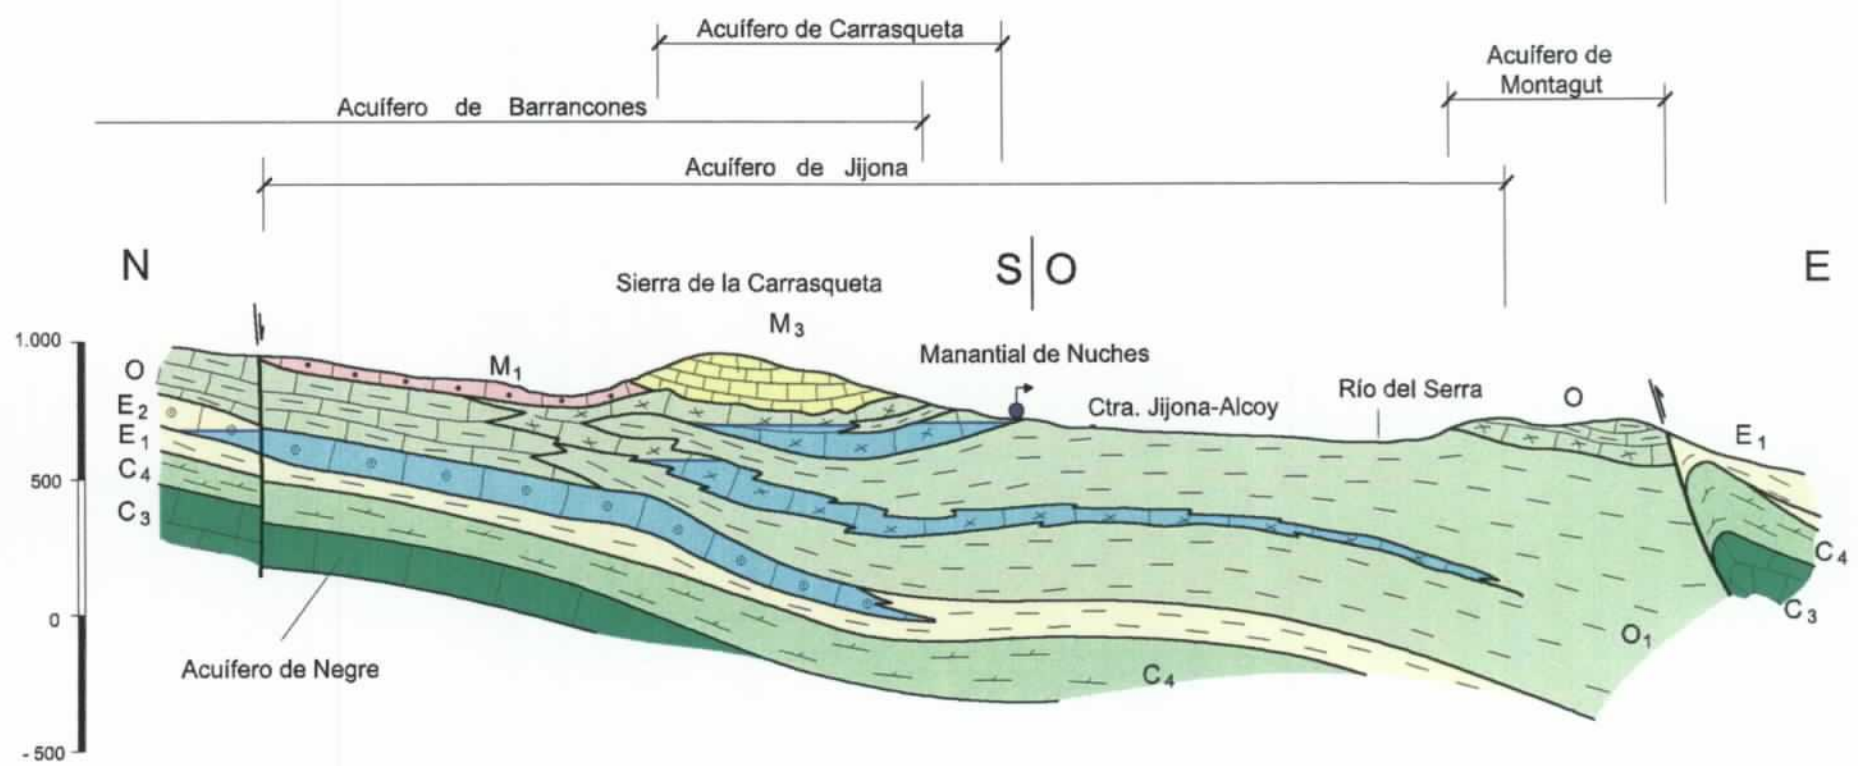 Acuífero de Carrasqueta
Acuífero de
Montagut
Acuífero de Barrancones
Acuífero de Jijona
N
S O
E
Sierra de la Carrasqueta
M3
Manantial de Nuches
Ctra. Jijona-Alcoy
Río del Serra
O
E1
C4
C3
O1
C4
M1
1.000
500
0
- 500
O
E2
E1
C4
C3
Acuífero de Negre